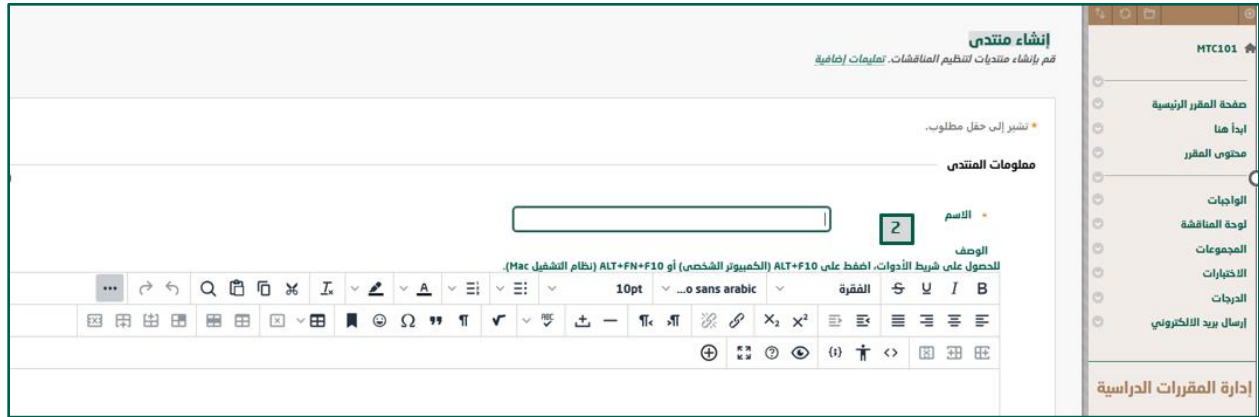 MTC101
صفحة المقرر الرئيسية
ابدأ هنا
محتوى المقرر
الواجبات
لوحة المناقشة
المجموعات
الاختبارات
الدرجات
إرسال بريد الالكتروني
إدارة المقررات الدراسية
إنشاء منتدى
قم بإنشاء منتديات لتنظيم المناقشات. تعليمات إضافية
* تشير إلى حقل مطلوب.
معلومات المنتدى
* الاسم
2
الوصف
للحصول على شريط الأدوات، اضغط على ALT+F10 (الكمبيوتر الشخصي) أو ALT+FN+F10 (نظام التشغيل Mac).
B I U S الفقرة o sans arabic... 10pt